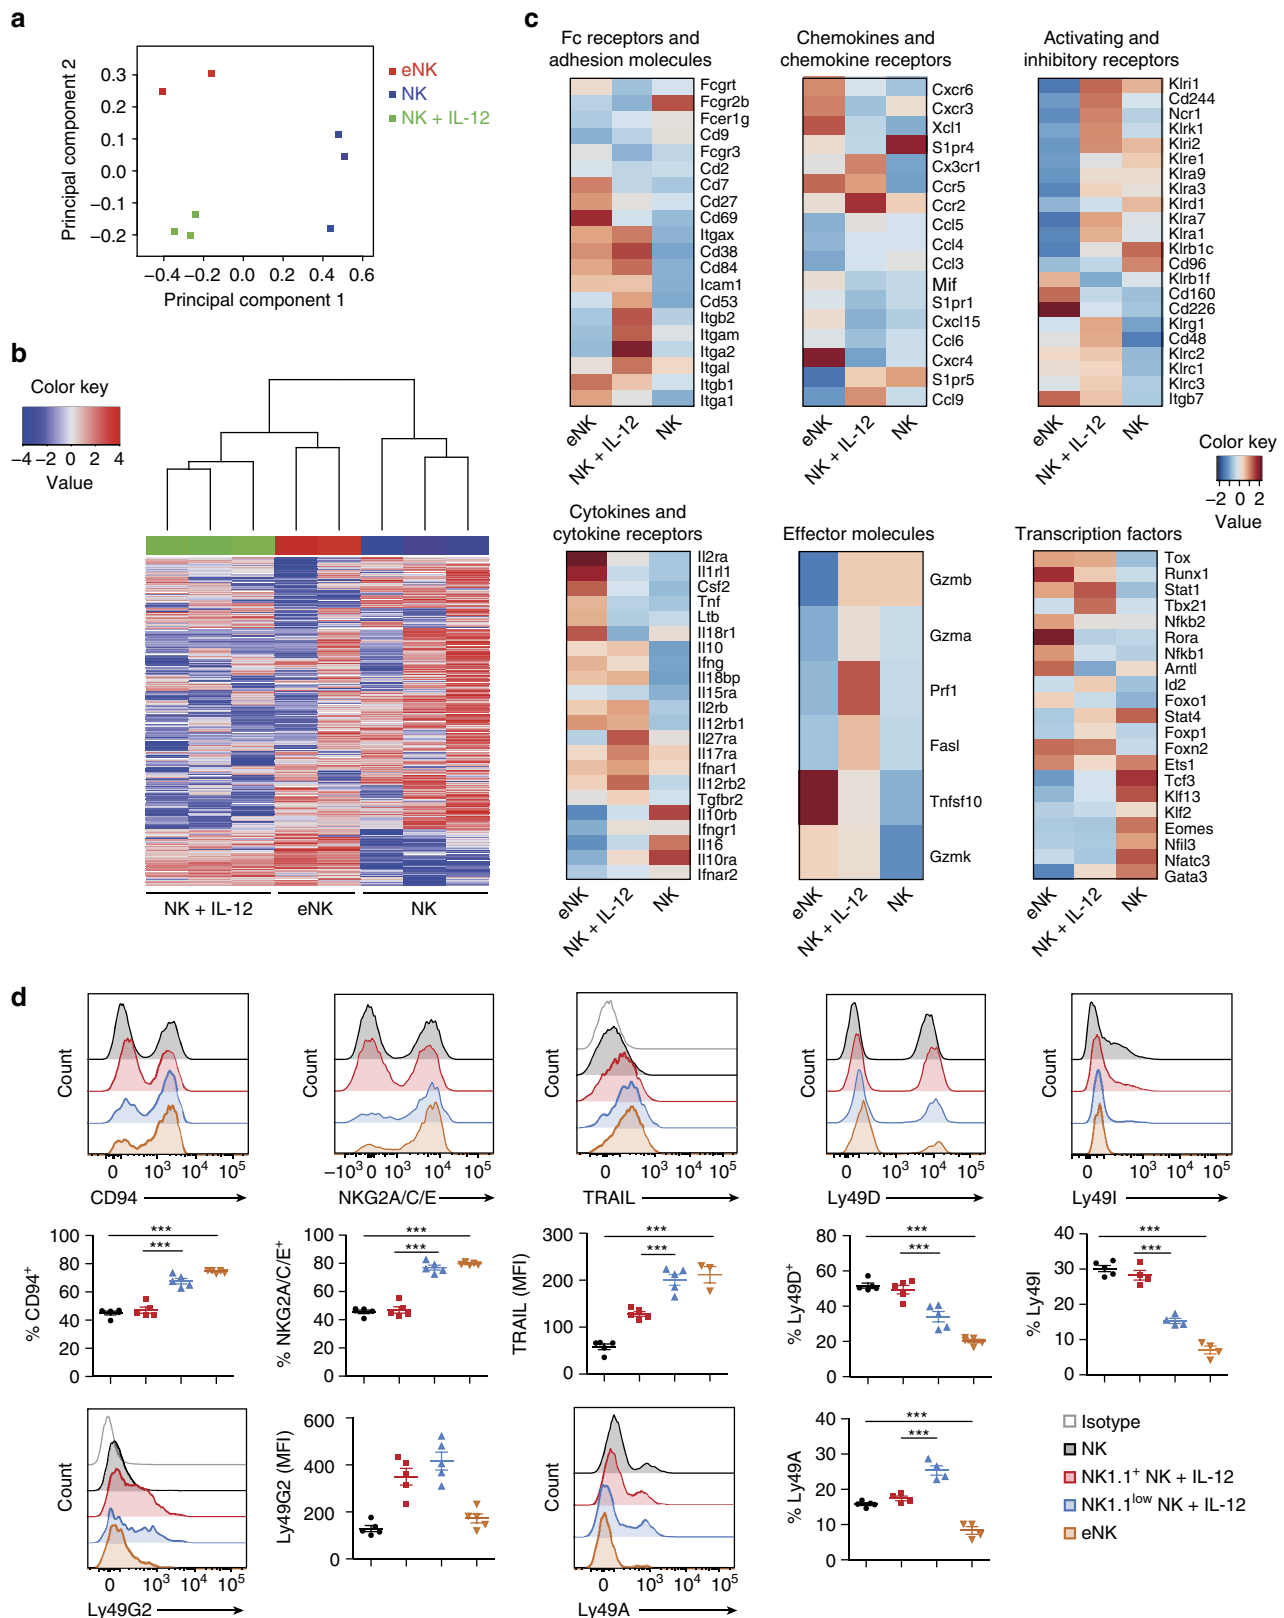 a
Principal component 2
0.3
0.2
0.1
0.0
−0.1
−0.2
−0.4 −0.2 0.0 0.2 0.4 0.6
Principal component 1
eNK
NK
NK + IL-12
b
Color key
−4 −2 0 2 4
Value
NK + IL-12 eNK NK
c
Fc receptors and
adhesion molecules
Fcgrt
Fcgr2b
Fcer1g
Cd9
Fcgr3
Cd2
Cd7
Cd27
Cd69
Itgax
Cd38
Cd84
Icam1
Cd53
Itgb2
Itgam
Itga2
Itgal
Itgb1
Itga1
eNK
NK + IL-12
NK
Chemokines and
chemokine receptors
Cxcr6
Cxcr3
Xcl1
S1pr4
Cx3cr1
Ccr5
Ccr2
Ccl5
Ccl4
Ccl3
Mif
S1pr1
Cxcl15
Ccl6
Cxcr4
S1pr5
Ccl9
eNK
NK + IL-12
NK
Activating and
inhibitory receptors
Klri1
Cd244
Ncr1
Klrk1
Klri2
Klre1
Klra9
Klra3
Klrd1
Klra7
Klra1
Klrb1c
Cd96
Klrb1f
Cd160
Cd226
Klrg1
Cd48
Klrc2
Klrc1
Klrc3
Itgb7
eNK
NK + IL-12
NK
Color key
−2 0 2
Value
Cytokines and
cytokine receptors
Il2ra
Il1rl1
Csf2
Tnf
Ltb
Il18r1
Il10
Ifng
Il18bp
Il15ra
Il2rb
Il12rb1
Il27ra
Il17ra
Ifnar1
Il12rb2
Tgfbr2
Il10rb
Ifngr1
Il16
Il10ra
Ifnar2
eNK
NK + IL-12
NK
Effector molecules
Gzmb
Gzma
Prf1
Fasl
Tnfsf10
Gzmk
eNK
NK + IL-12
NK
Transcription factors
Tox
Runx1
Stat1
Tbx21
Nfkb2
Rora
Nfkb1
Arntl
Id2
Foxo1
Stat4
Foxp1
Foxn2
Ets1
Tcf3
Klf13
Klf2
Eomes
Nfil3
Nfatc3
Gata3
eNK
NK + IL-12
NK
d
Count
0 10³ 10⁴ 10⁵
CD94
Count
−10³ 0 10³ 10⁴ 10⁵
NKG2A/C/E
Count
0 10³ 10⁴ 10⁵
TRAIL
Count
0 10³ 10⁴ 10⁵
Ly49D
Count
0 10³ 10⁴ 10⁵
Ly49I
% CD94⁺
100
80
60
40
20
0
***
***
% NKG2A/C/E⁺
100
80
60
40
20
0
***
***
TRAIL (MFI)
300
200
100
0
***
***
% Ly49D⁺
80
60
40
20
0
***
***
% Ly49I
40
30
20
10
0
***
***
Count
0 10³ 10⁴ 10⁵
Ly49G2
Ly49G2 (MFI)
600
400
200
0
Count
0 10³ 10⁴ 10⁵
Ly49A
% Ly49A
40
30
20
10
0
***
***
Isotype
NK
NK1.1⁺ NK + IL-12
NK1.1ˡᵒʷ NK + IL-12
eNK